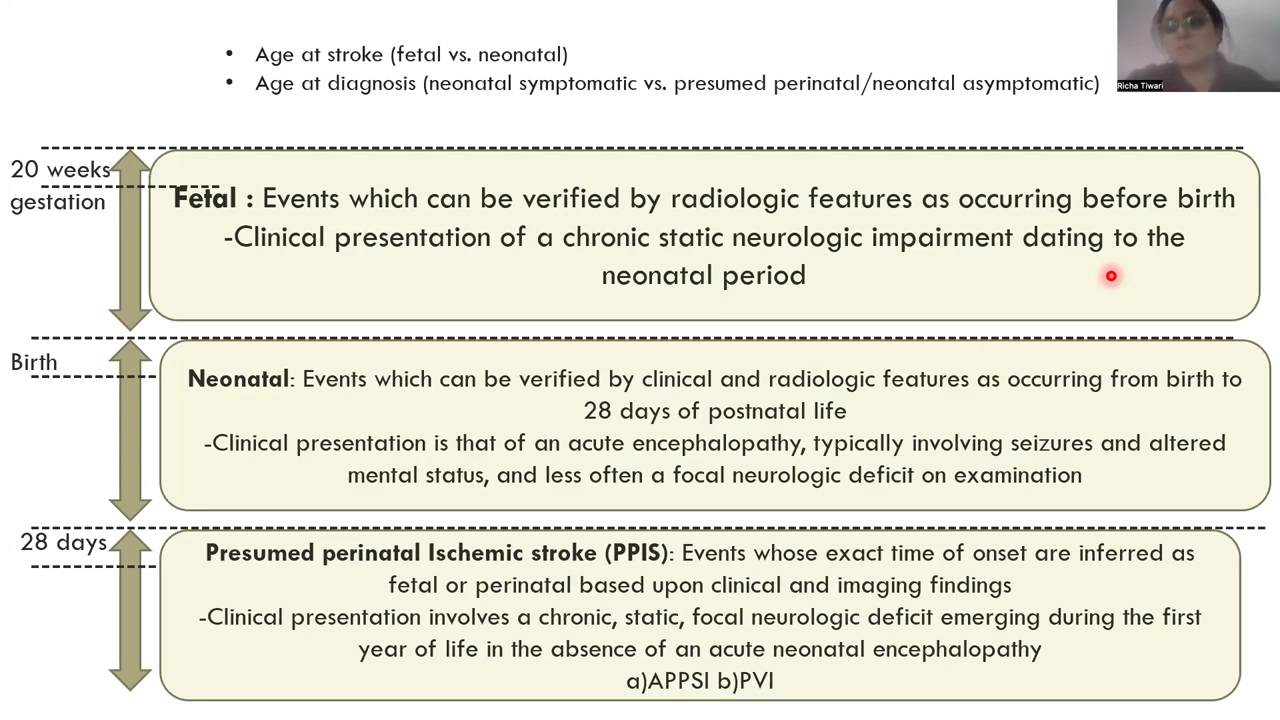 • Age at stroke (fetal vs. neonatal)
• Age at diagnosis (neonatal symptomatic vs. presumed perinatal/neonatal asymptomatic)
Richa Tiwari
20 weeks
gestation
Fetal : Events which can be verified by radiologic features as occurring before birth
-Clinical presentation of a chronic static neurologic impairment dating to the
neonatal period
Birth
Neonatal: Events which can be verified by clinical and radiologic features as occurring from birth to
28 days of postnatal life
-Clinical presentation is that of an acute encephalopathy, typically involving seizures and altered
mental status, and less often a focal neurologic deficit on examination
28 days
Presumed perinatal Ischemic stroke (PPIS): Events whose exact time of onset are inferred as
fetal or perinatal based upon clinical and imaging findings
-Clinical presentation involves a chronic, static, focal neurologic deficit emerging during the first
year of life in the absence of an acute neonatal encephalopathy
a)APPSI b)PVI